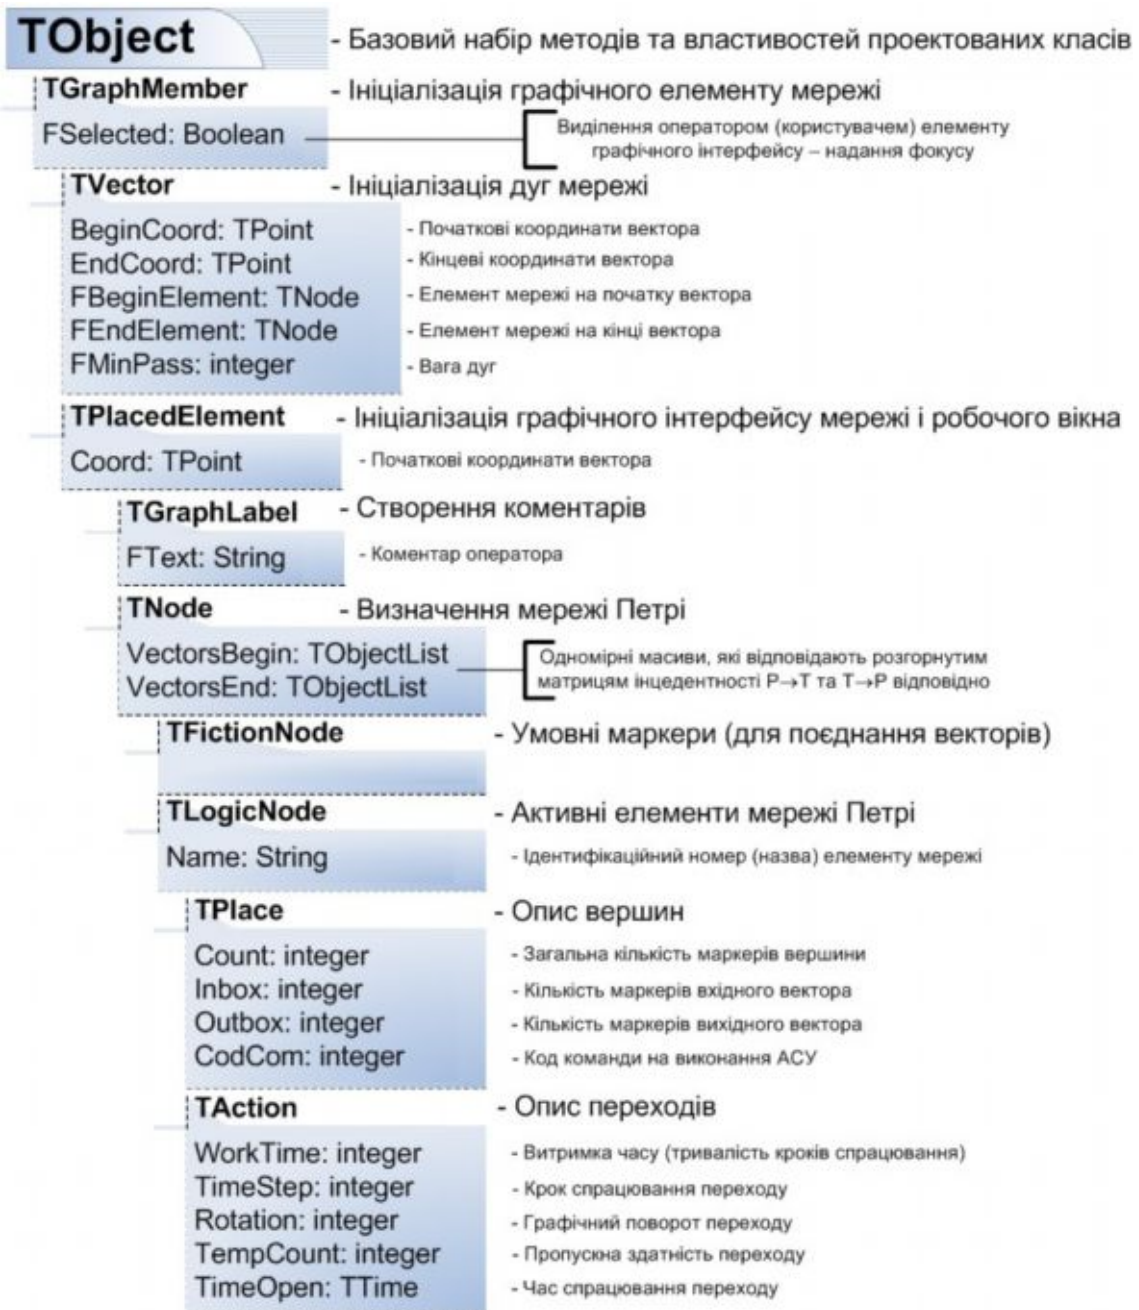 TObject - Базовий набір методів та властивостей проектованих класів
TGraphMember - Ініціалізація графічного елементу мережі
FSelected: Boolean
Виділення оператором (користувачем) елементу
графічного інтерфейсу – надання фокусу
TVector - Ініціалізація дуг мережі
BeginCoord: TPoint - Початкові координати вектора
EndCoord: TPoint - Кінцеві координати вектора
FBeginElement: TNode - Елемент мережі на початку вектора
FEndElement: TNode - Елемент мережі на кінці вектора
FMinPass: integer - Вага дуг
TPlacedElement - Ініціалізація графічного інтерфейсу мережі і робочого вікна
Coord: TPoint - Початкові координати вектора
TGraphLabel - Створення коментарів
FText: String - Коментар оператора
TNode - Визначення мережі Петрі
VectorsBegin: TObjectList
VectorsEnd: TObjectList
Одномірні масиви, які відповідають розгорнутим
матрицям інцедентності P→T та T→P відповідно
TFictionNode - Умовні маркери (для поєднання векторів)
TLogicNode - Активні елементи мережі Петрі
Name: String - Ідентифікаційний номер (назва) елементу мережі
TPlace - Опис вершин
Count: integer - Загальна кількість маркерів вершини
Inbox: integer - Кількість маркерів вхідного вектора
Outbox: integer - Кількість маркерів вихідного вектора
CodCom: integer - Код команди на виконання АСУ
TAction - Опис переходів
WorkTime: integer - Витримка часу (тривалість кроків спрацювання)
TimeStep: integer - Крок спрацювання переходу
Rotation: integer - Графічний поворот переходу
TempCount: integer - Пропускна здатність переходу
TimeOpen: TTime - Час спрацювання переходу